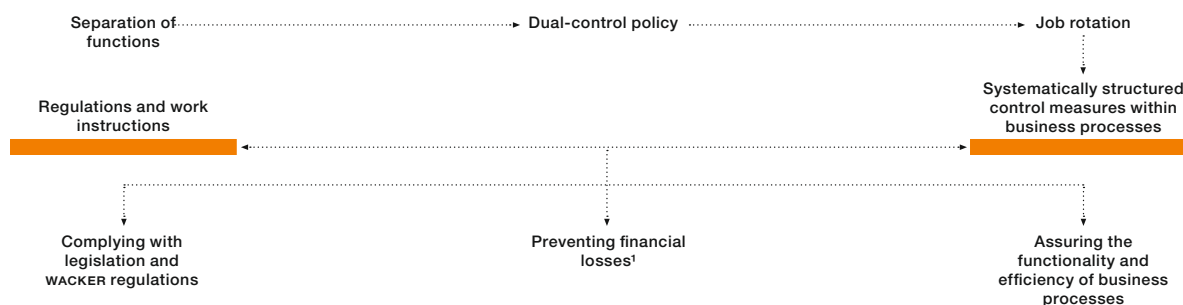 Separation of
functions
Dual-control policy
Job rotation
Regulations and work
instructions
Systematically structured
control measures within
business processes
Complying with
legislation and
WACKER regulations
Preventing financial
losses¹
Assuring the
functionality and
efficiency of business
processes